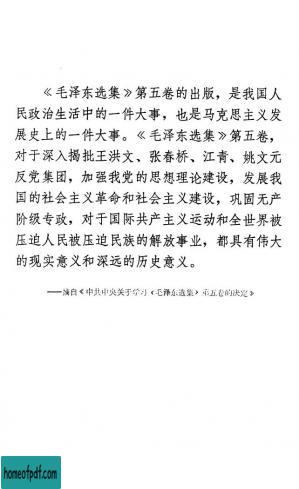 《毛泽东选集》第五卷的出版，是我国人
民政治生活中的一件大事，也是马克思主义发
展史上的一件大事。《毛泽东选集》第五卷，
对于深入揭批王洪文、张春桥、江青、姚文元
反党集团，加强我党的思想理论建设，发展我
国的社会主义革命和社会主义建设，巩固无产
阶级专政，对于国际共产主义运动和全世界被
压迫人民被压迫民族的解放事业，都具有伟大
的现实意义和深远的历史意义。
——摘自《中共中央关于学习〈毛泽东选集〉第五卷的决定》
homeofpdf.com